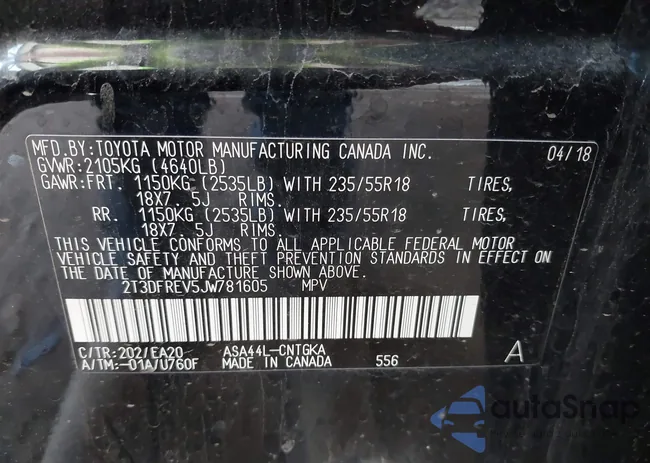 MFD.BY:TOYOTA MOTOR MANUFACTURING CANADA INC. 04/18
GVWR:2105KG (4640LB)
GAWR:FRT. 1150KG (2535LB) WITH 235/55R18 TIRES,
18X7. 5J RIMS.
RR. 1150KG (2535LB) WITH 235/55R18 TIRES,
18X7. 5J RIMS.
THIS VEHICLE CONFORMS TO ALL APPLICABLE FEDERAL MOTOR
VEHICLE SAFETY AND THEFT PREVENTION STANDARDS IN EFFECT
ON THE DATE OF MANUFACTURE SHOWN ABOVE.
2T3DFREV5JW781605 MPV
C/TR:202/EA20 ASA44L-CNTGKA
A/TM:-01A/U760F MADE IN CANADA 556 A
autoSnap